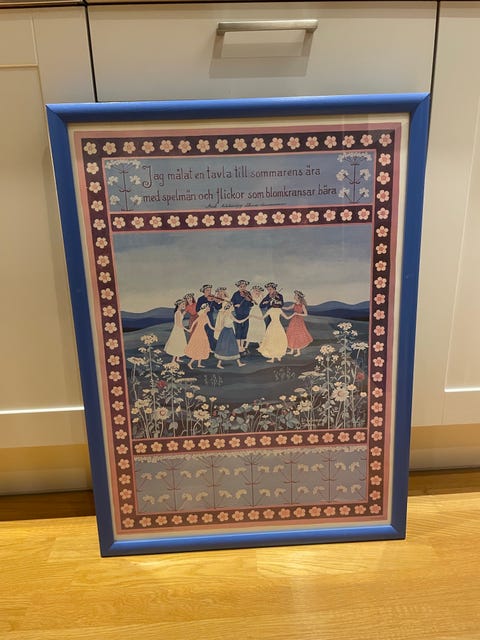 Jag målat en tavla till sommarens ära
med spelmän och flickor som blomkransar bära